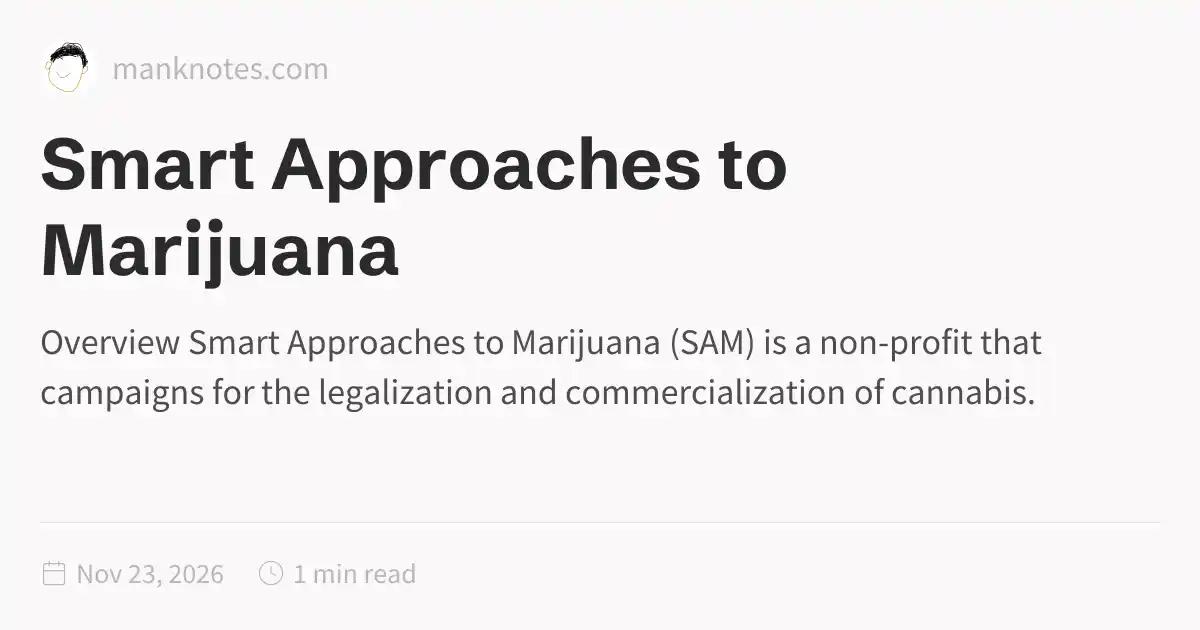 manknotes.com
Smart Approaches to
Marijuana
Overview Smart Approaches to Marijuana (SAM) is a non-profit that
campaigns for the legalization and commercialization of cannabis.
Nov 23, 2026 1 min read